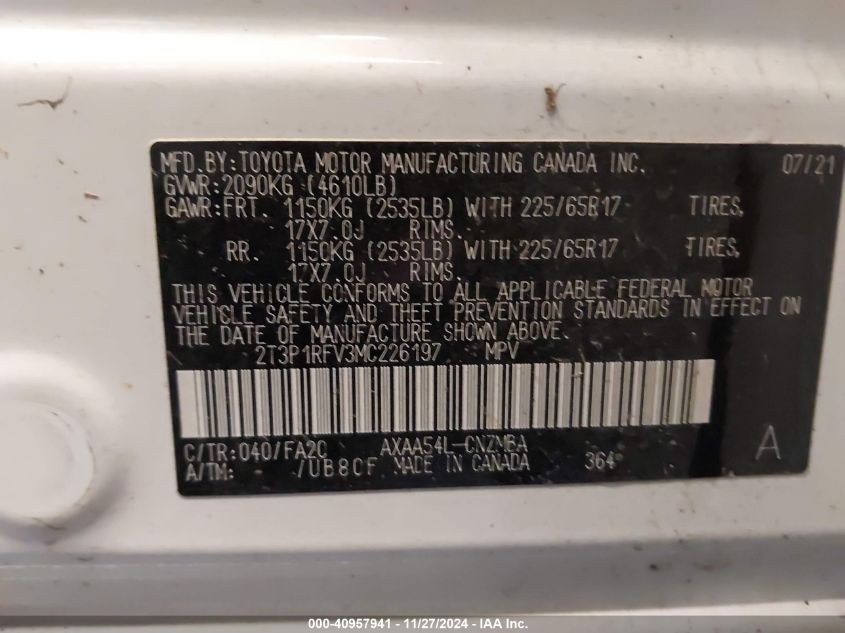 MFD.BY:TOYOTA MOTOR MANUFACTURING CANADA INC. 07/21
GVWR:2090KG (4610LB)
GAWR:FRT. 1150KG (2535LB) WITH 225/65R17 TIRES,
17X7.0J RIMS.
RR. 1150KG (2535LB) WITH 225/65R17 TIRES,
17X7.0J RIMS.
THIS VEHICLE CONFORMS TO ALL APPLICABLE FEDERAL MOTOR
VEHICLE SAFETY AND THEFT PREVENTION STANDARDS IN EFFECT ON
THE DATE OF MANUFACTURE SHOWN ABOVE.
2T3P1RFV3MC226197 MPV
C/TR:040/FA20 AXAA54L-CNZMBA A
A/TM: /UB80F MADE IN CANADA 364
000-40957941 - 11/27/2024 - IAA Inc.